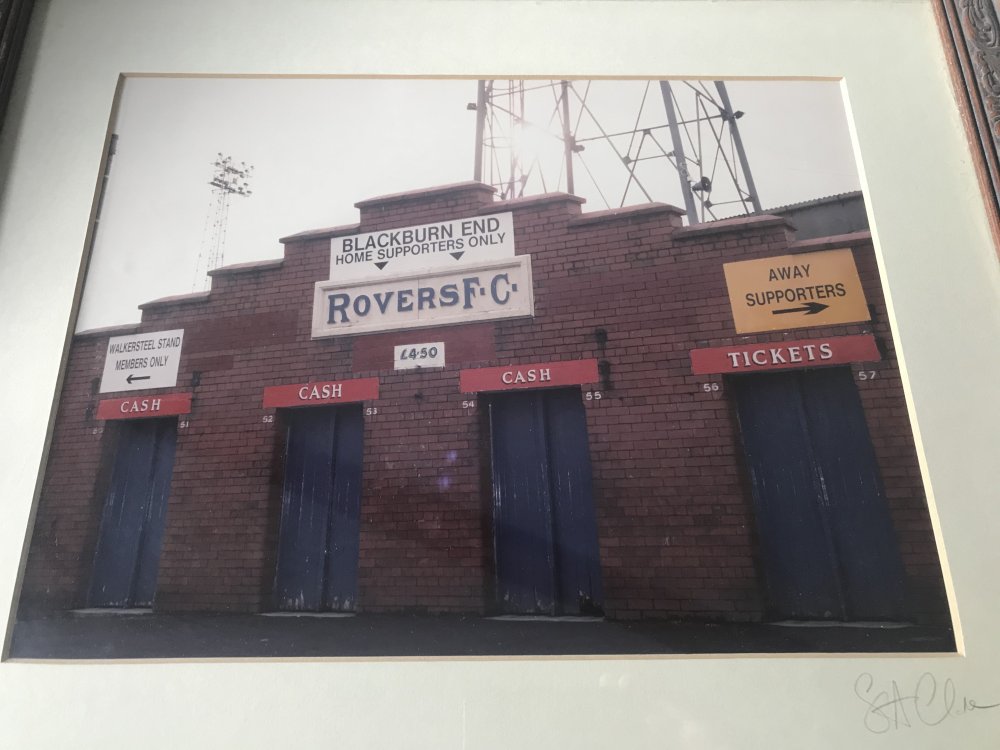 BLACKBURN END
HOME SUPPORTERS ONLY
ROVERS F.C.
£4.50
WALKERSTEEL STAND
MEMBERS ONLY
CASH
51
CASH
52
53
CASH
54
55
AWAY
SUPPORTERS
TICKETS
56
57